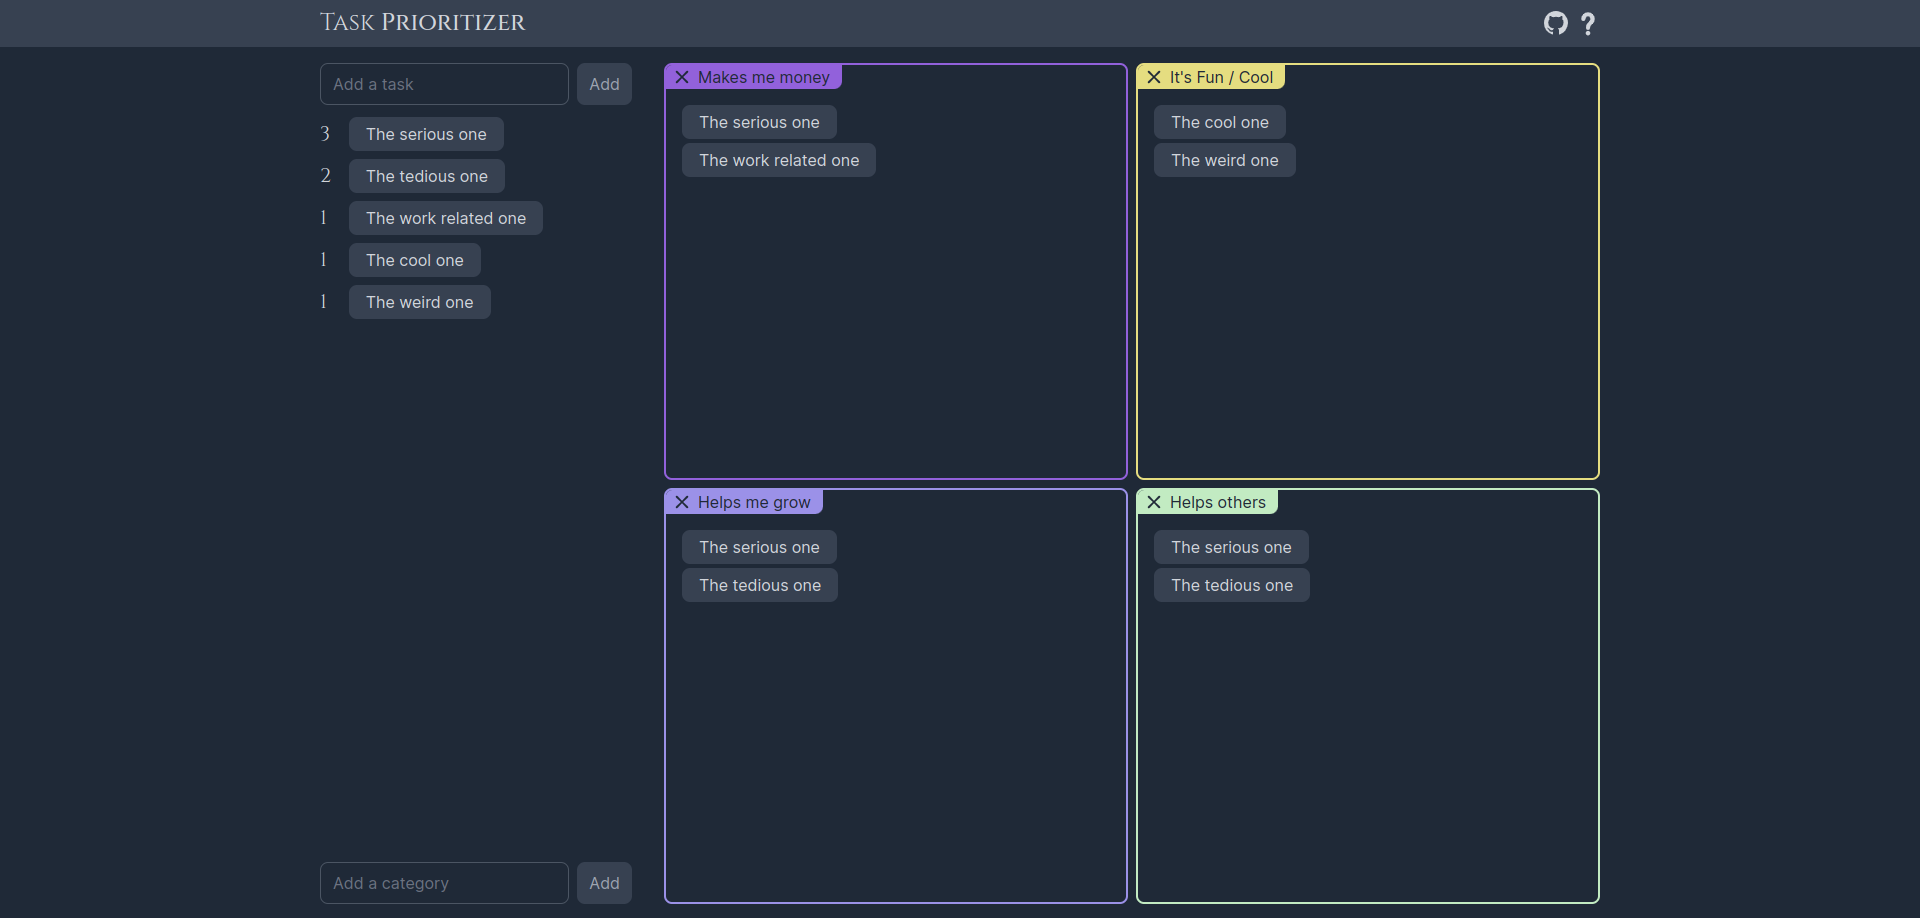 Task Prioritizer
Add a task
Add
3 The serious one
2 The tedious one
1 The work related one
1 The cool one
1 The weird one
Add a category
Add
Makes me money
The serious one
The work related one
It's Fun / Cool
The cool one
The weird one
Helps me grow
The serious one
The tedious one
Helps others
The serious one
The tedious one